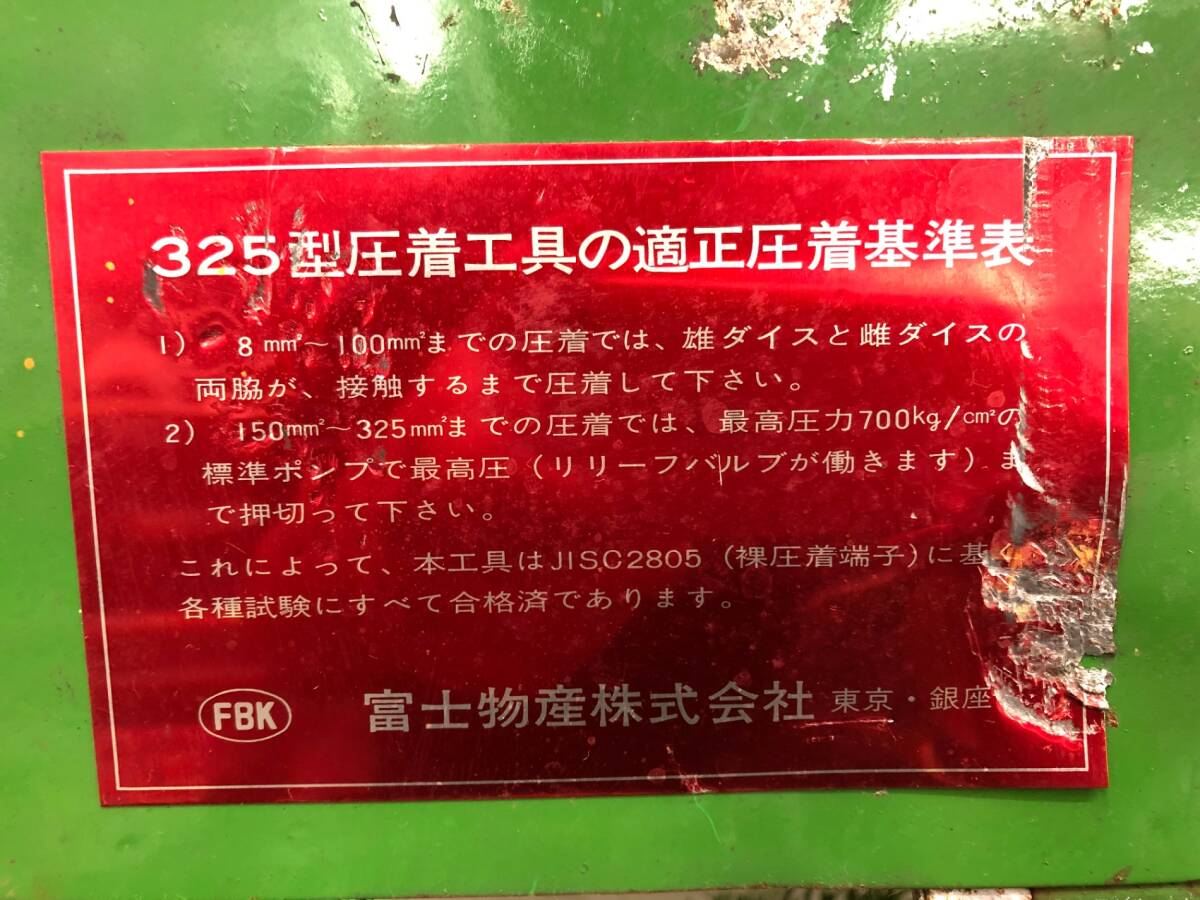 325型圧着工具の適正圧着基準表
1) 8mm²~100mm²までの圧着では、雄ダイスと雌ダイスの
両脇が、接触するまで圧着して下さい。
2) 150mm²~325mm²までの圧着では、最高圧力700kg/cm²の
標準ポンプで最高圧(リリーフバルブが働きます)ま
で押切って下さい。
これによって、本工具はJISC2805(裸圧着端子)に基く
各種試験にすべて合格済であります。
FBK 富士物産株式会社 東京・銀座